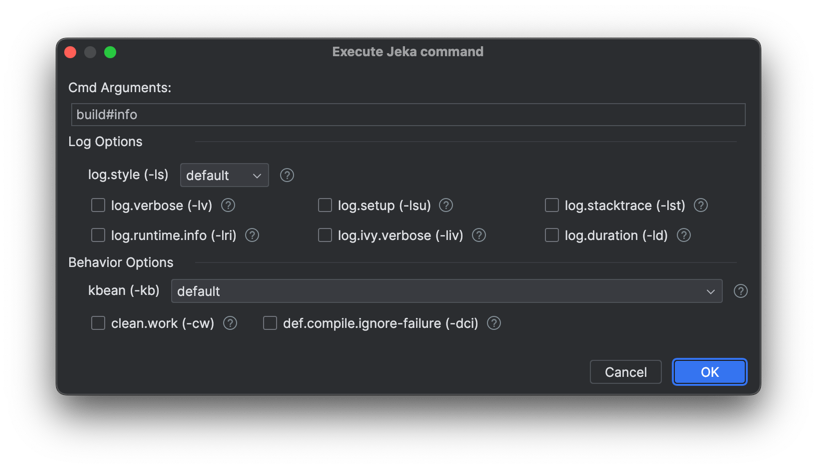 Execute Jeka command
Cmd Arguments:
build#info
Log Options
log.style (-ls) default ?
log.verbose (-lv) ? log.setup (-lsu) ? log.stacktrace (-lst) ?
log.runtime.info (-lri) ? log.ivy.verbose (-liv) ? log.duration (-ld) ?
Behavior Options
kbean (-kb) default ?
clean.work (-cw) ? def.compile.ignore-failure (-dci) ?
Cancel OK